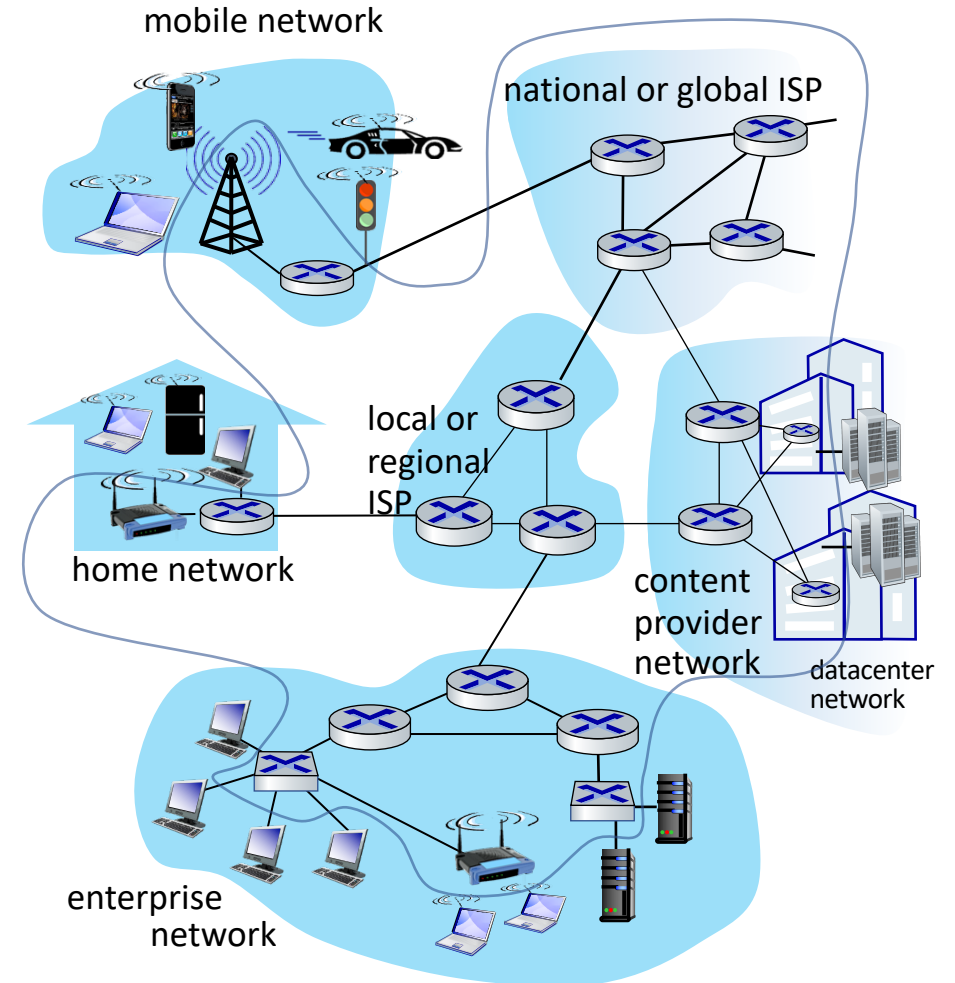 mobile network
national or global ISP
local or
regional
ISP
home network
content
provider
network
datacenter
network
enterprise
network